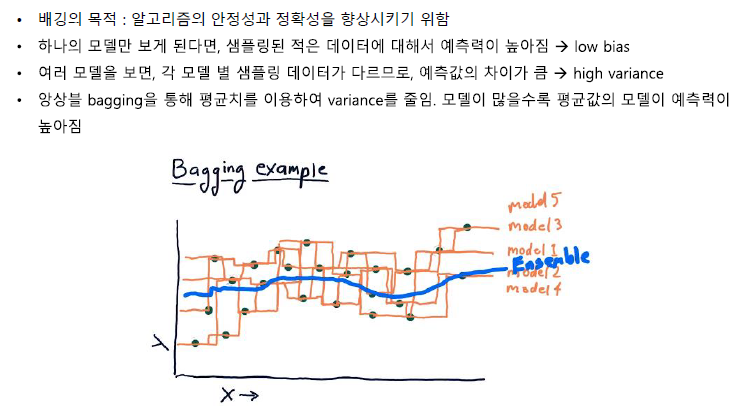 • 배깅의 목적 : 알고리즘의 안정성과 정확성을 향상시키기 위함
• 하나의 모델만 보게 된다면, 샘플링된 적은 데이터에 대해서 예측력이 높아짐 → low bias
• 여러 모델을 보면, 각 모델 별 샘플링 데이터가 다르므로, 예측값의 차이가 큼 → high variance
• 앙상블 bagging을 통해 평균치를 이용하여 variance를 줄임. 모델이 많을수록 평균값의 모델이 예측력이
높아짐
Bagging example
model 5
model 3
model 1
Ensemble
model 2
model 4
Y
X →